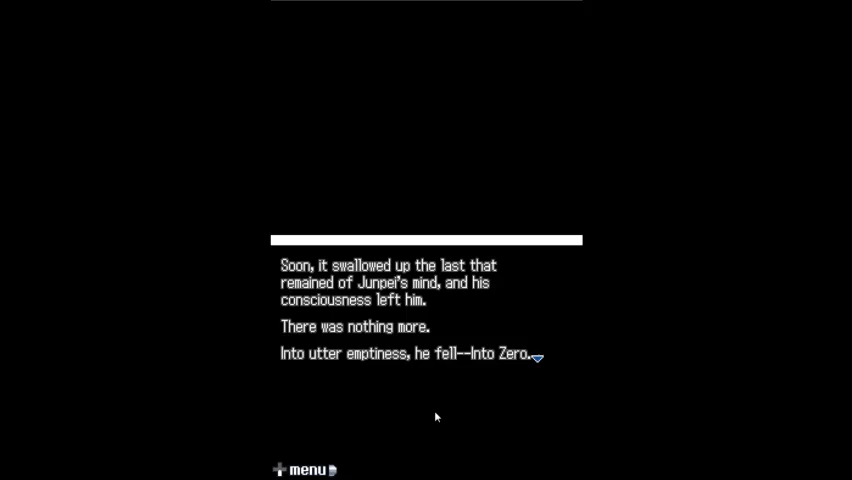 Soon, it swallowed up the last that
remained of Junpei's mind, and his
consciousness left him.
There was nothing more.
Into utter emptiness, he fell--Into Zero.
menu